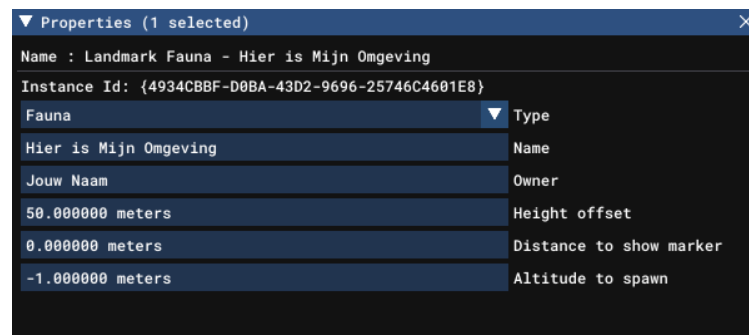 Properties (1 selected)
Name : Landmark Fauna - Hier is Mijn Omgeving
Instance Id: {4934CBBF-D0BA-43D2-9696-25746C4601E8}
Fauna Type
Hier is Mijn Omgeving Name
Jouw Naam Owner
50.000000 meters Height offset
0.000000 meters Distance to show marker
-1.000000 meters Altitude to spawn